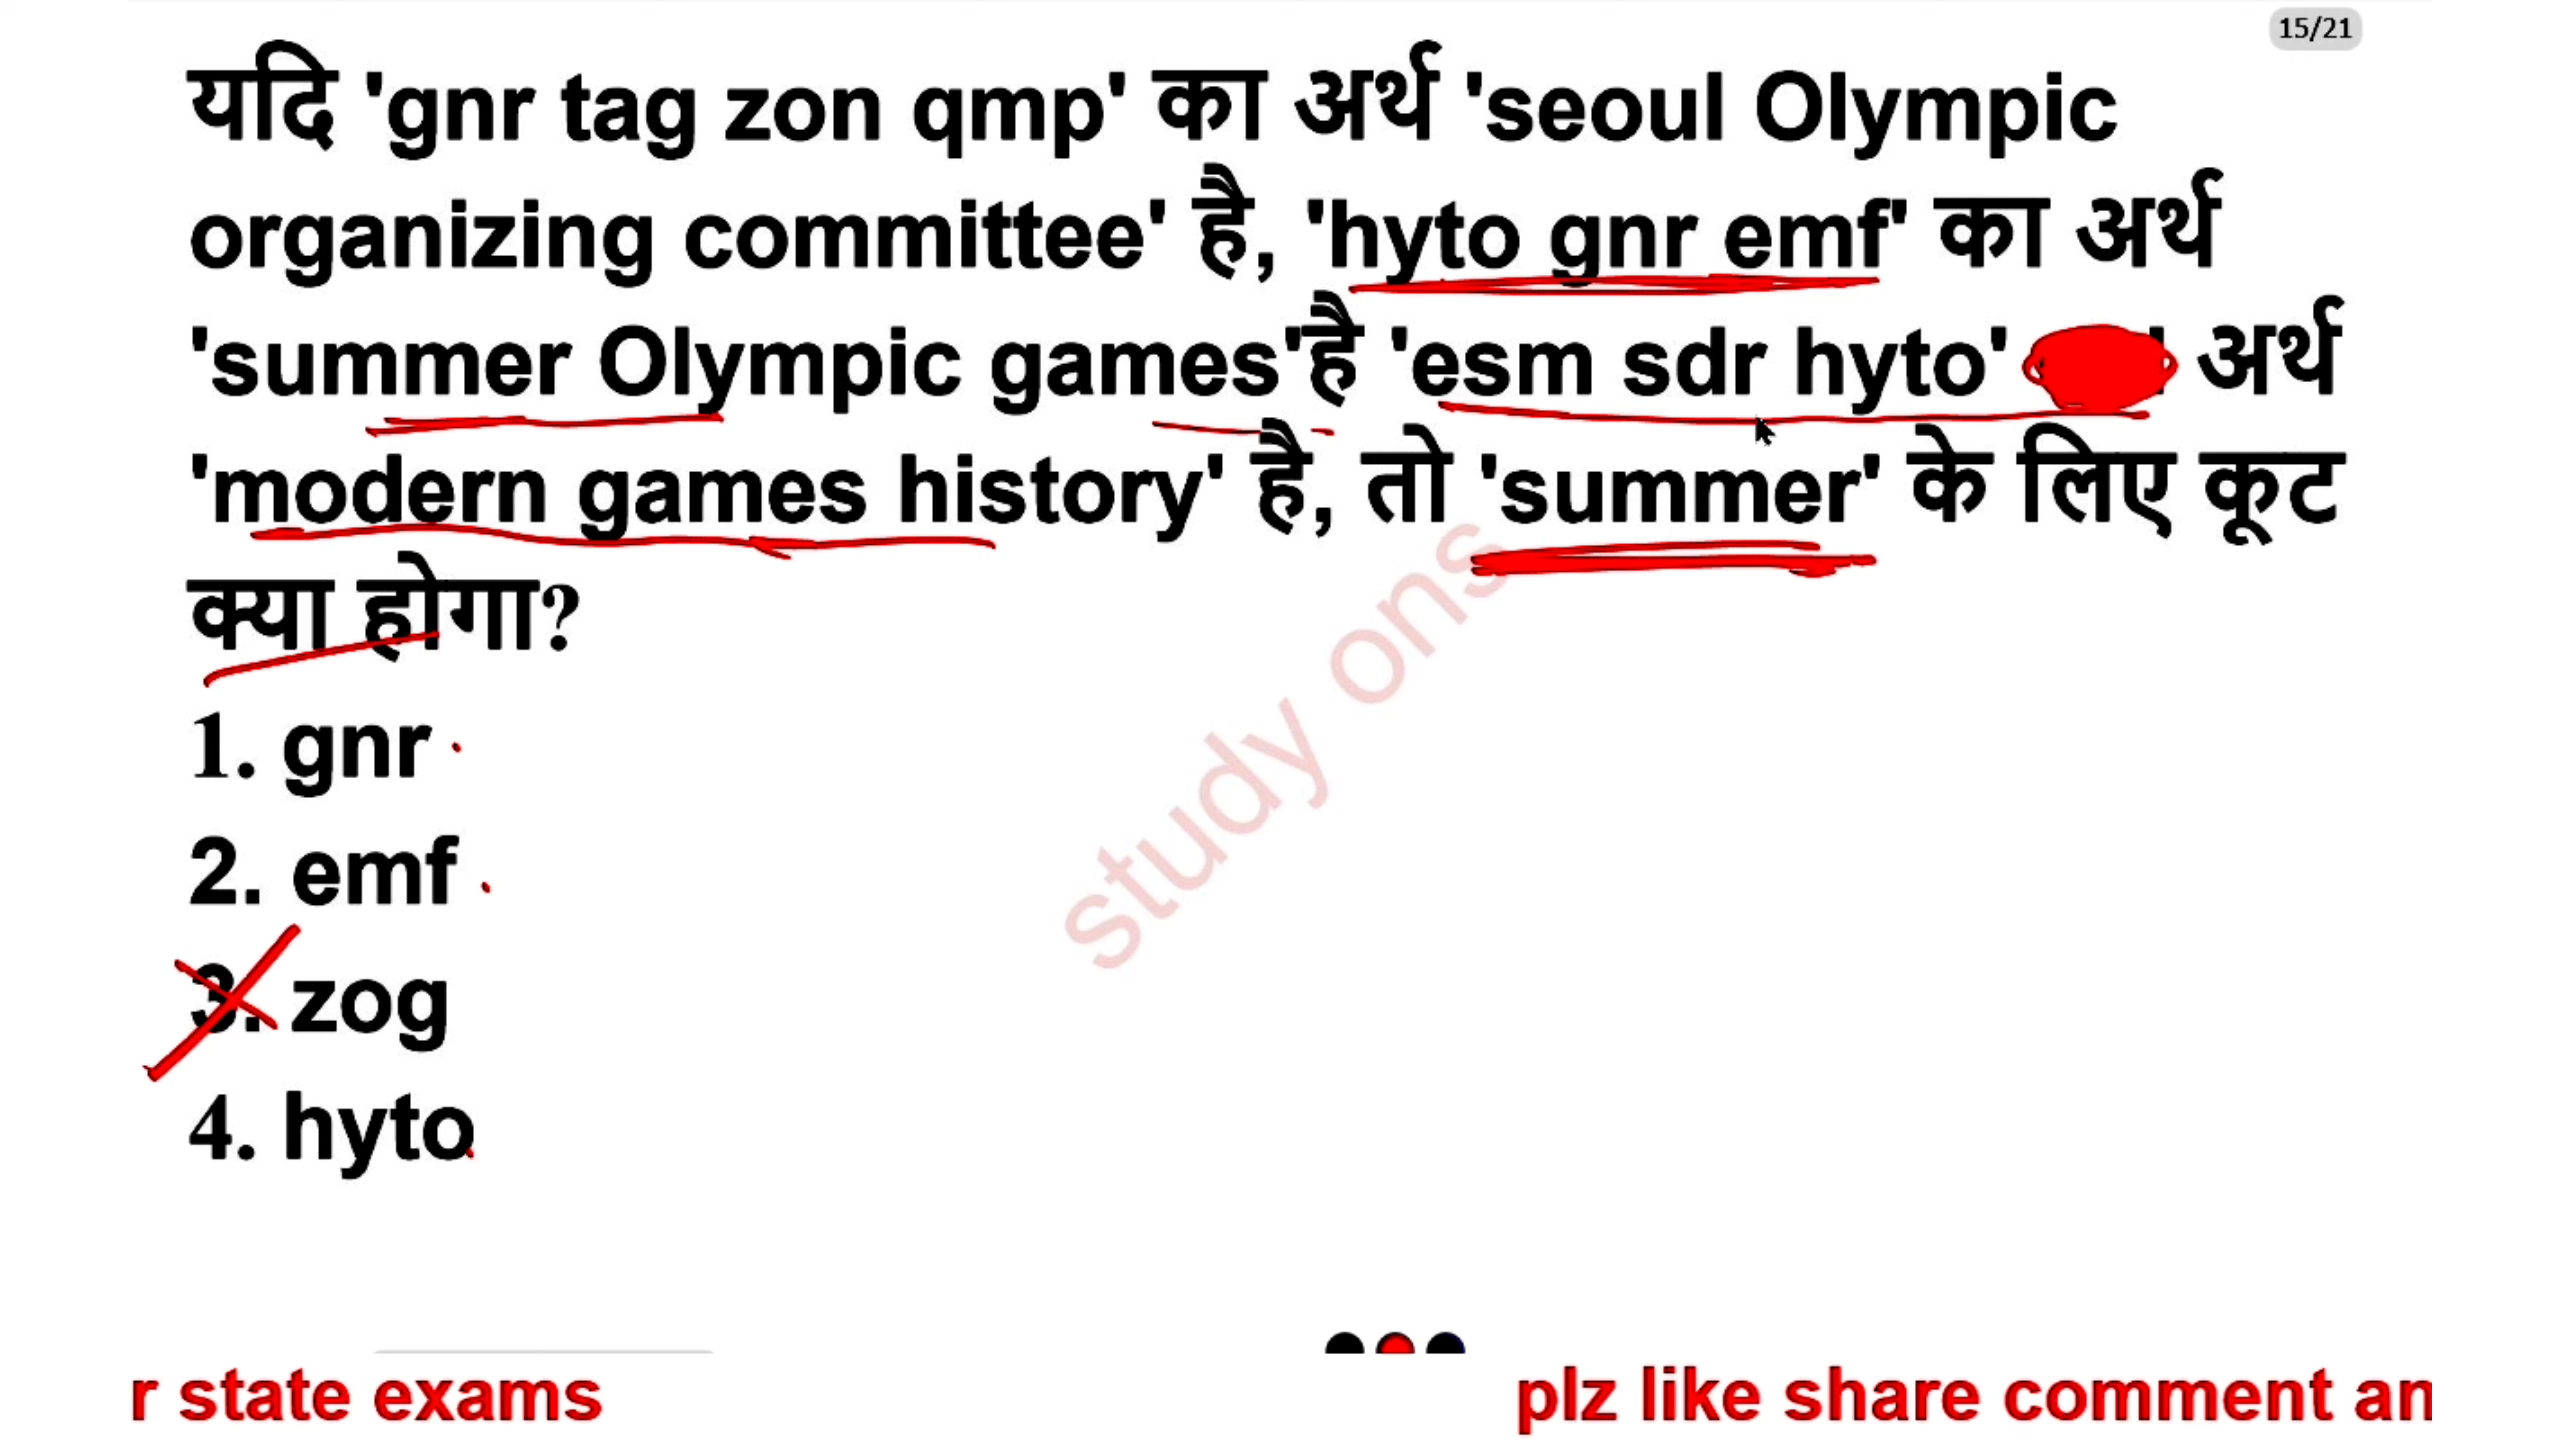 15/21
यदि 'gnr tag zon qmp' का अर्थ 'seoul Olympic
organizing committee' है, 'hyto gnr emf' का अर्थ
'summer Olympic games'है 'esm sdr hyto' अर्थ
'modern games history' है, तो 'summer' के लिए कूट
क्या होगा?
1. gnr
2. emf
3. zog
4. hyto
study ons
r state exams
plz like share comment an